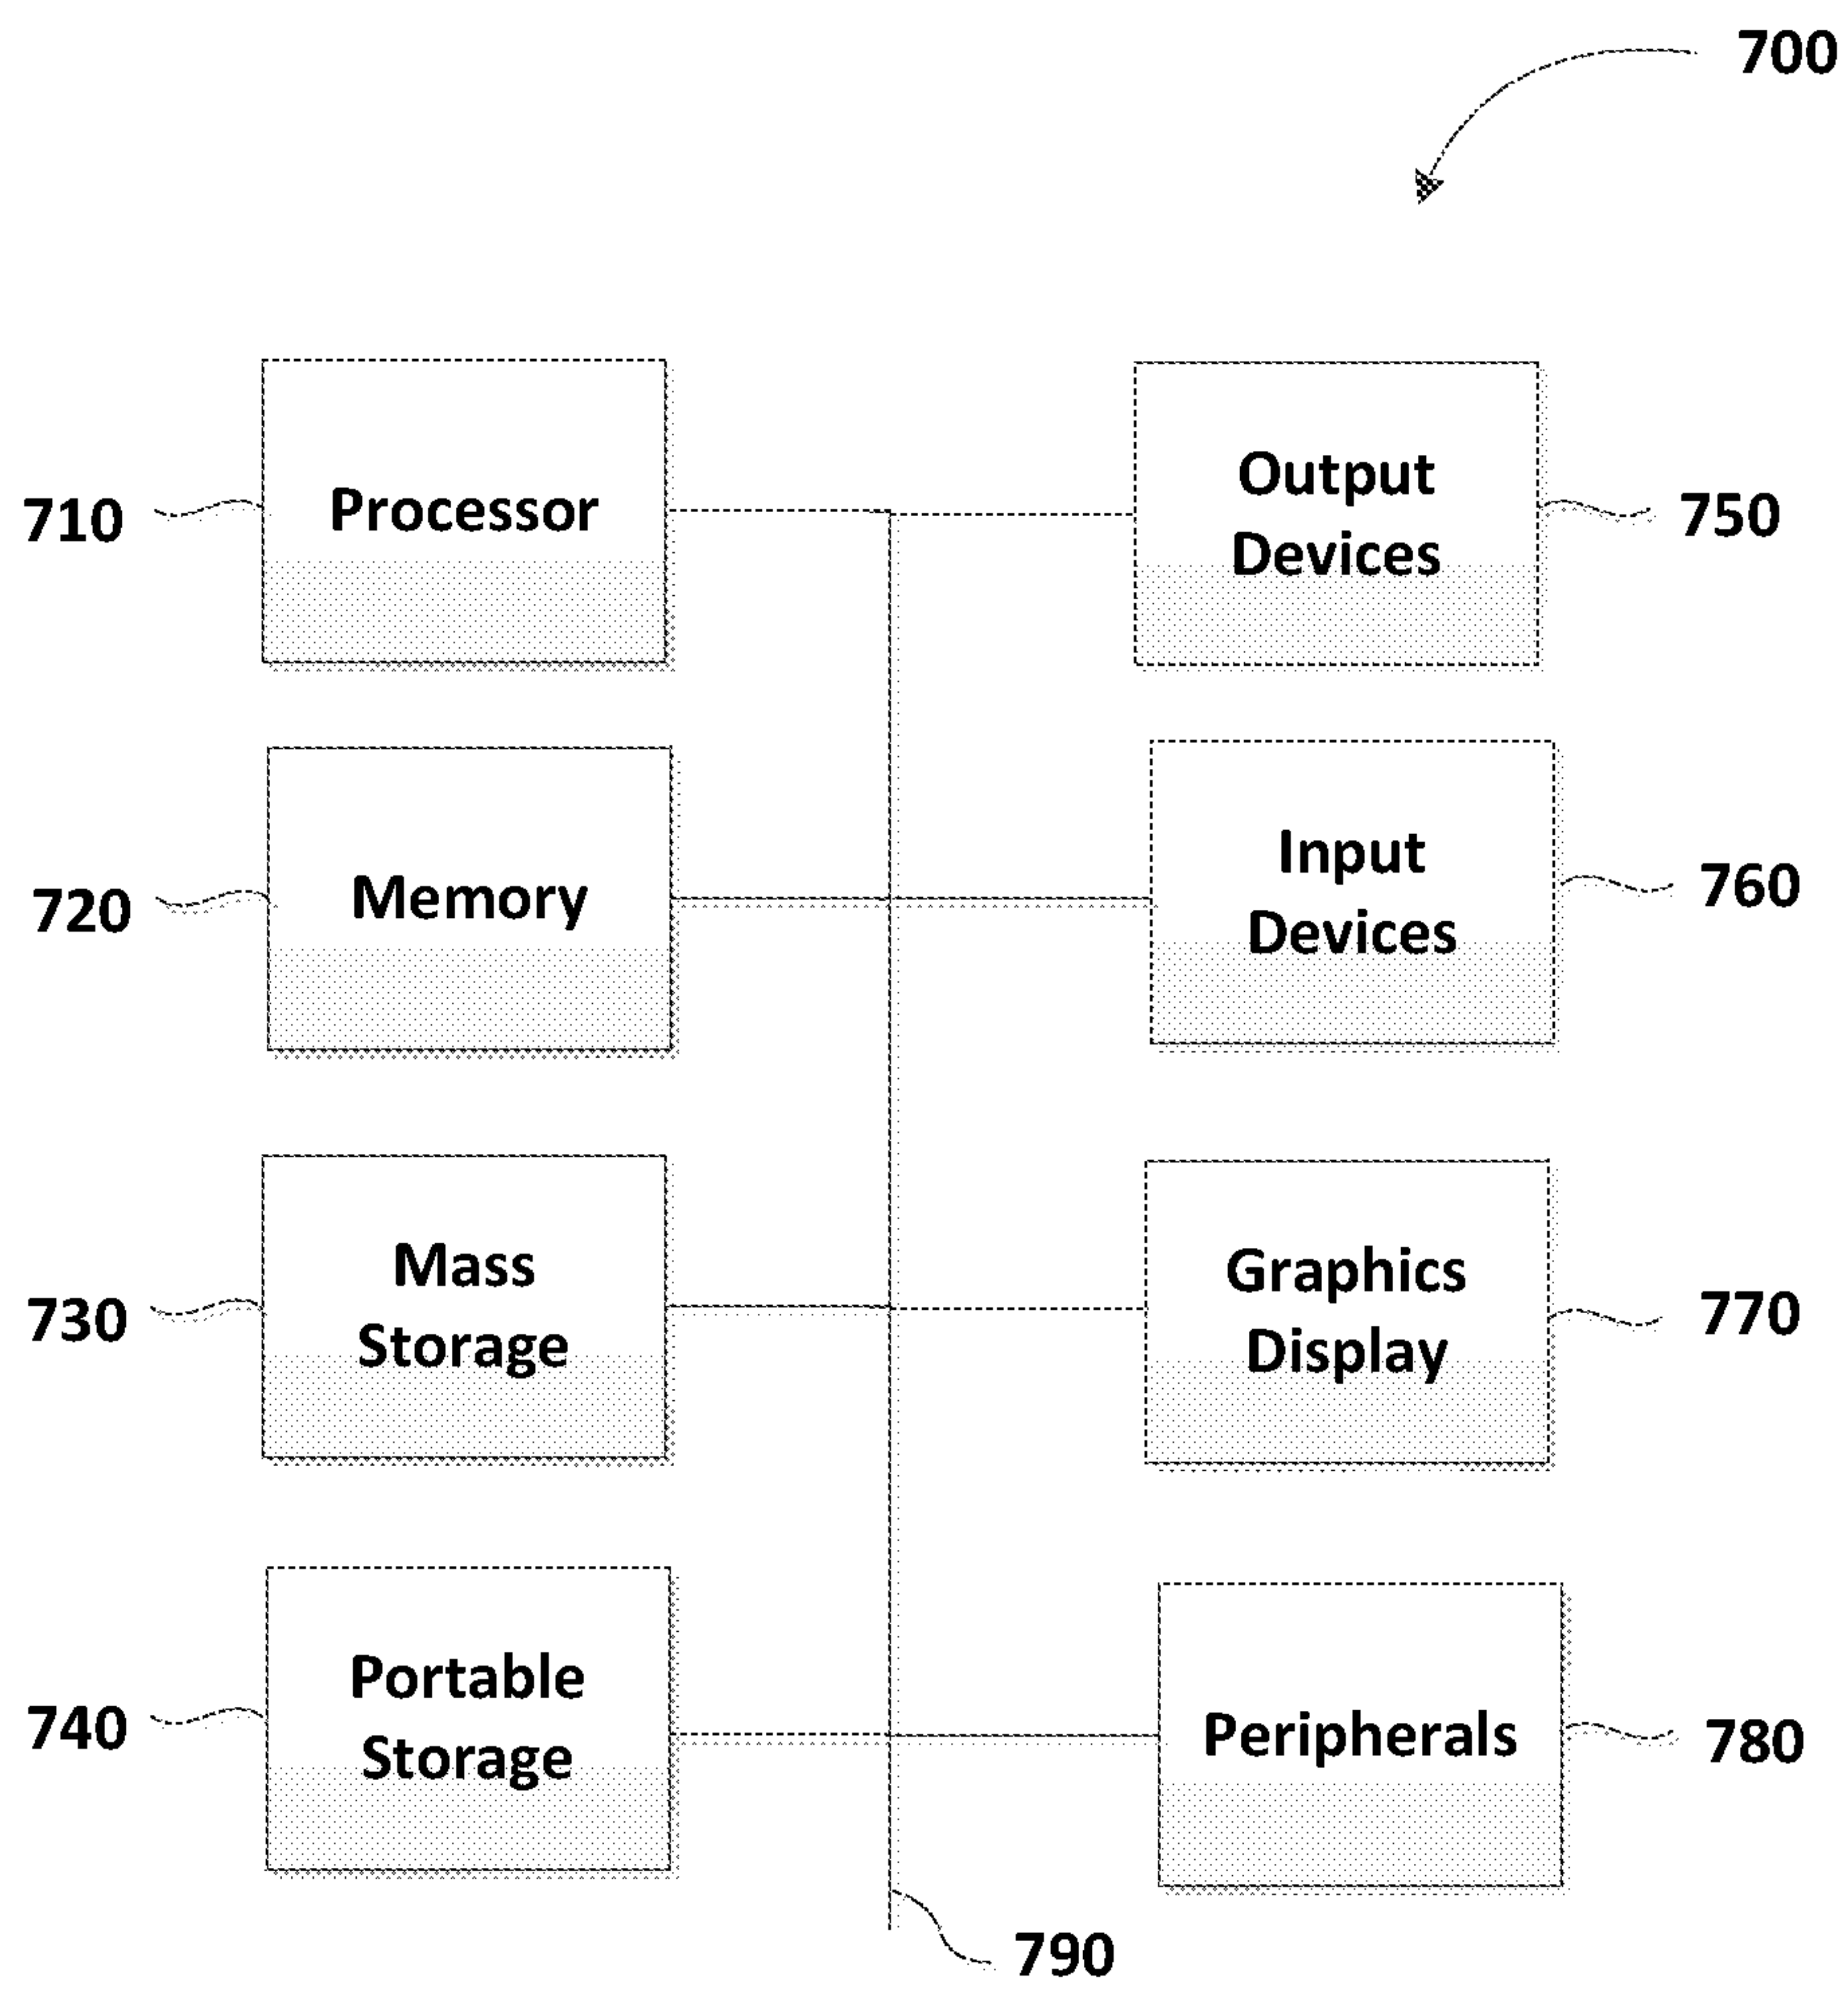 700
710
Processor
Output
Devices
750
720
Memory
Input
Devices
760
730
Mass
Storage
Graphics
Display
770
740
Portable
Storage
Peripherals
780
790